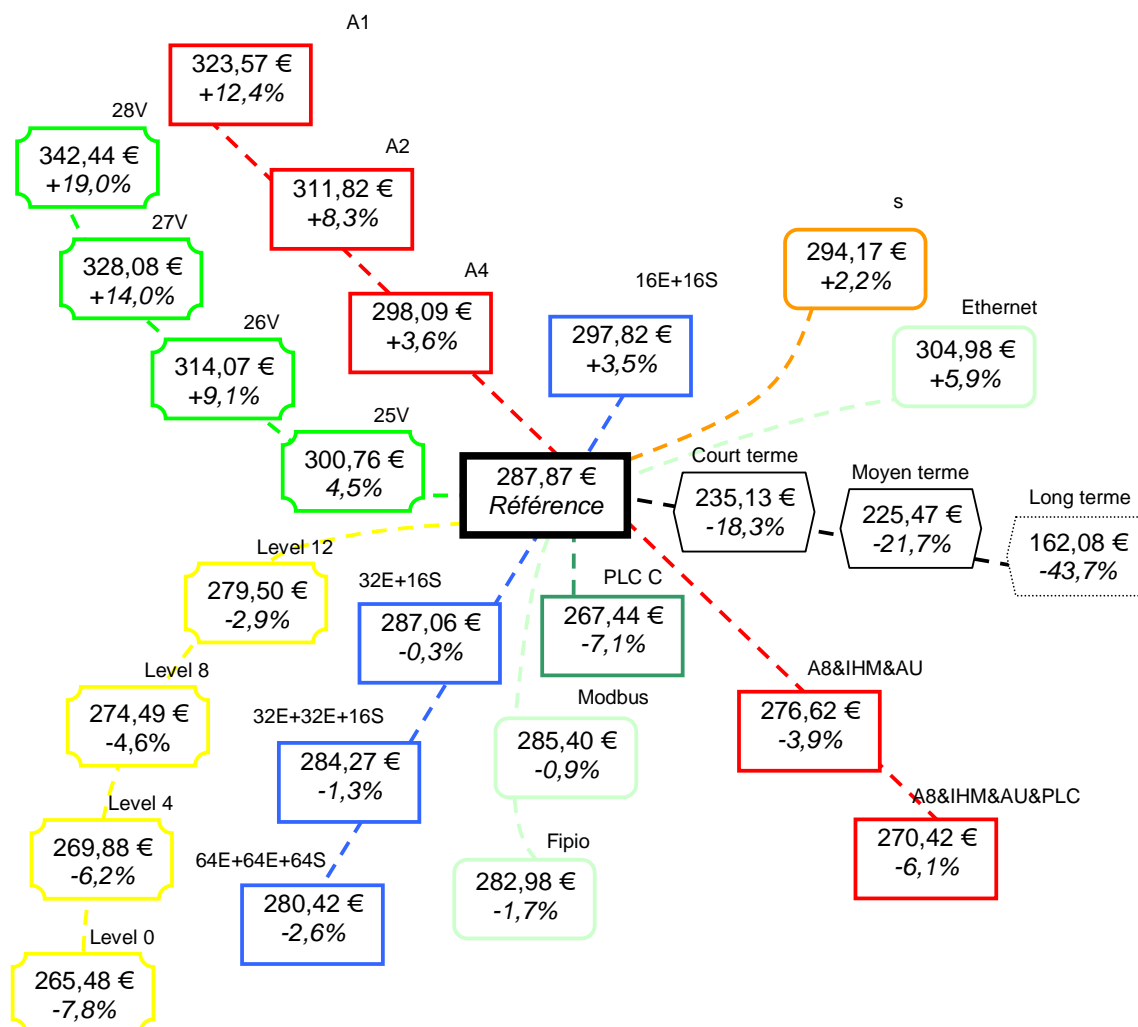 A1
323,57 €
+12,4%
28V
342,44 €
+19,0%
A2
311,82 €
+8,3%
27V
328,08 €
+14,0%
s
294,17 €
+2,2%
A4
298,09 €
+3,6%
16E+16S
297,82 €
+3,5%
Ethernet
304,98 €
+5,9%
26V
314,07 €
+9,1%
25V
300,76 €
4,5%
287,87 €
Référence
Court terme
235,13 €
-18,3%
Moyen terme
225,47 €
-21,7%
Long terme
162,08 €
-43,7%
Level 12
279,50 €
-2,9%
32E+16S
287,06 €
-0,3%
PLC C
267,44 €
-7,1%
Level 8
274,49 €
-4,6%
32E+32E+16S
284,27 €
-1,3%
Modbus
285,40 €
-0,9%
A8&IHM&AU
276,62 €
-3,9%
Level 4
269,88 €
-6,2%
64E+64E+64S
280,42 €
-2,6%
Fipio
282,98 €
-1,7%
A8&IHM&AU&PLC
270,42 €
-6,1%
Level 0
265,48 €
-7,8%